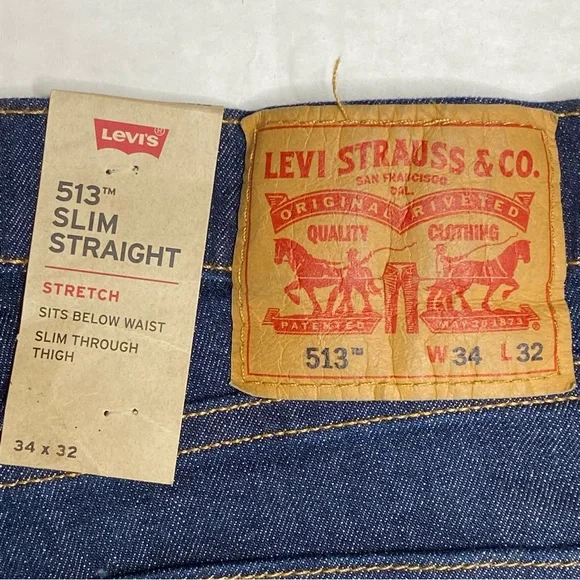 Levi's®
513™
SLIM
STRAIGHT
STRETCH
SITS BELOW WAIST
SLIM THROUGH
THIGH
34 x 32
LEVI STRAUSS & CO.
SAN FRANCISCO
CAL.
ORIGINAL RIVETED
QUALITY CLOTHING
PATENTED MAY 20 1873
®
513™ W 34 L 32